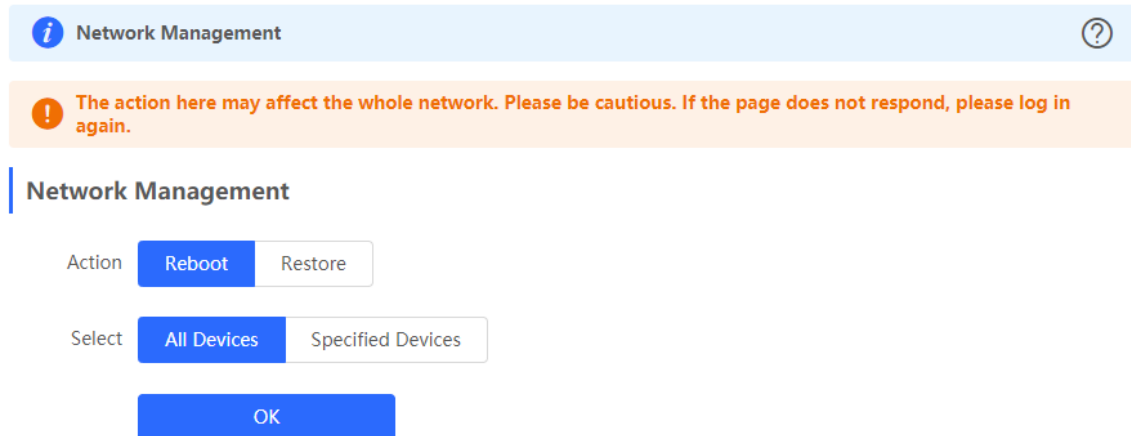 Network Management
The action here may affect the whole network. Please be cautious. If the page does not respond, please log in
again.
Network Management
Action Reboot Restore
Select All Devices Specified Devices
OK